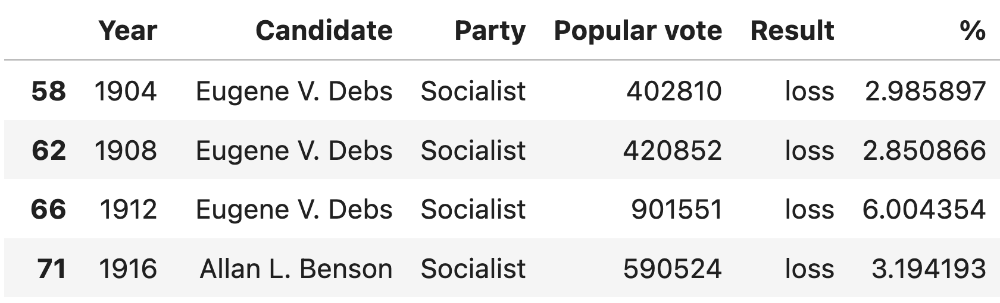 Year Candidate Party Popular vote Result %
58 1904 Eugene V. Debs Socialist 402810 loss 2.985897
62 1908 Eugene V. Debs Socialist 420852 loss 2.850866
66 1912 Eugene V. Debs Socialist 901551 loss 6.004354
71 1916 Allan L. Benson Socialist 590524 loss 3.194193